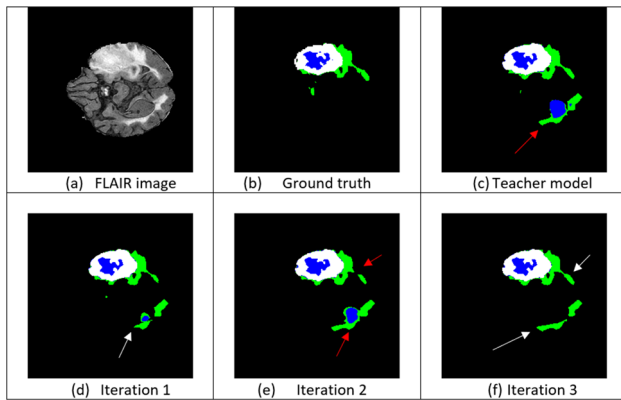 (a) FLAIR image
(b) Ground truth
(c) Teacher model
(d) Iteration 1
(e) Iteration 2
(f) Iteration 3